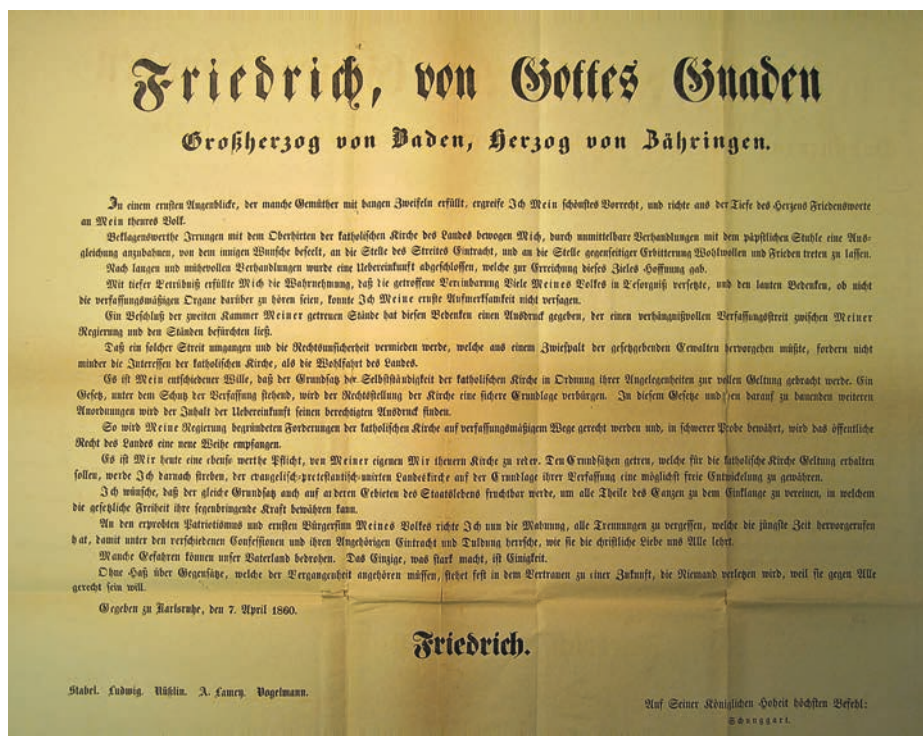 Friedrich, von Gottes Gnaden
Großherzog von Baden, Herzog von Zähringen.
In einem ernsten Augenblicke, der manche Gemüther mit bangen Zweifeln erfüllt, ergreife Ich Mein schönstes Vorrecht, und richte aus der Tiefe des Herzens Friedensworte
an Mein theures Volk.
Beklagenswerthe Irrungen mit dem Oberhirten der katholischen Kirche des Landes bewogen Mich, durch unmittelbare Verhandlungen mit dem päpstlichen Stuhle eine Aus-
gleichung anzubahnen, von dem innigen Wunsche beseelt, an die Stelle des Streites Eintracht, und an die Stelle gegenseitiger Erbitterung Wohlwollen und Frieden treten zu lassen.
Nach langen und mühevollen Verhandlungen wurde eine Uebereinkunft abgeschlossen, welche zur Erreichung dieses Zieles Hoffnung gab.
Mit tiefer Betrübniß erfüllte Mich die Wahrnehmung, daß die getroffene Vereinbarung Viele Meines Volkes in Besorgniß versetzte, und den lauten Bedenken, ob nicht
die verfassungsmäßigen Organe darüber zu hören seien, konnte Ich Meine ernste Aufmerksamkeit nicht versagen.
Ein Beschluß der zweiten Kammer Meiner getreuen Stände hat diesen Bedenken einen Ausdruck gegeben, der einen verhängnißvollen Verfassungsstreit zwischen Meiner
Regierung und den Ständen befürchten ließ.
Daß ein solcher Streit umgangen und die Rechtsunsicherheit vermieden werde, welche aus einem Zwiespalt der gesetzgebenden Gewalten hervorgehen müßte, fordern nicht
minder die Interessen der katholischen Kirche, als die Wohlfahrt des Landes.
Es ist Mein entschiedener Wille, daß der Grundsatz der Selbstständigkeit der katholischen Kirche in Ordnung ihrer Angelegenheiten zur vollen Geltung gebracht werde. Ein
Gesetz, unter dem Schutz der Verfassung stehend, wird der Rechtsstellung der Kirche eine sichere Grundlage verbürgen. In diesem Gesetze und den darauf zu bauenden weiteren
Anordnungen wird der Inhalt der Uebereinkunft seinen berechtigten Ausdruck finden.
So wird Meine Regierung begründeten Forderungen der katholischen Kirche auf verfassungsmäßigem Wege gerecht werden und, in schwerer Probe bewährt, wird das öffentliche
Recht des Landes eine neue Weihe empfangen.
Es ist Mir heute eine ebenso werthe Pflicht, von Meiner eigenen Mir theuern Kirche zu reden. Den Grundsätzen getreu, welche für die katholische Kirche Geltung erhalten
sollen, werde Ich darnach streben, der evangelisch-protestantisch-unirten Landeskirche auf der Grundlage ihrer Verfassung eine möglichst freie Entwickelung zu gewähren.
Ich wünsche, daß der gleiche Grundsatz auch auf anderen Gebieten des Staatslebens fruchtbar werde, um alle Theile des Ganzen zu dem Einklange zu vereinen, in welchem
die gesetzliche Freiheit ihre segenbringende Kraft bewähren kann.
An den erprobten Patriotismus und ernsten Bürgersinn Meines Volkes richte Ich nun die Mahnung, alle Trennungen zu vergessen, welche die jüngste Zeit hervorgerufen
hat, damit unter den verschiedenen Confessionen und ihren Angehörigen Eintracht und Duldung herrsche, wie sie die christliche Liebe uns Alle lehrt.
Manche Gefahren können unser Vaterland bedrohen. Das Einzige, was stark macht, ist Einigkeit.
Ohne Haß über Gegensätze, welche der Vergangenheit angehören müssen, stehet fest in dem Vertrauen zu einer Zukunft, die Niemand verletzen wird, weil sie gegen Alle
gerecht sein will.
Gegeben zu Karlsruhe, den 7. April 1860.
Friedrich.
Stabel. Ludwig. Nüßlin. A. Lamey. Vogelmann.
Auf Seiner Königlichen Hoheit höchsten Befehl:
Schunggart.